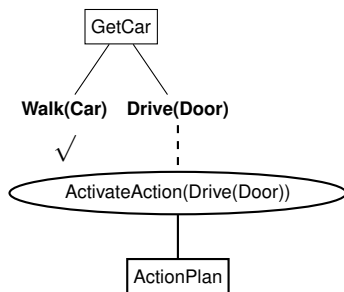 GetCar
Walk(Car) Drive(Door)
√
ActivateAction(Drive(Door))
ActionPlan